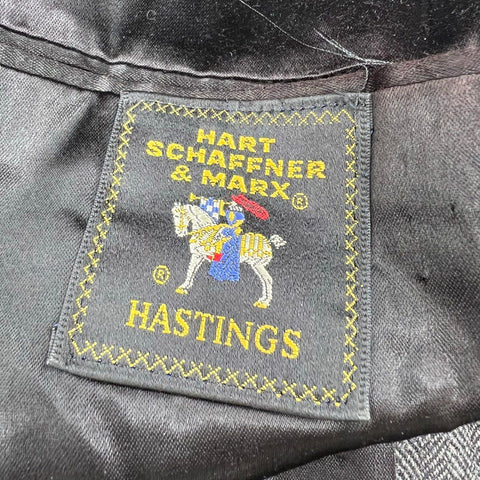 HART
SCHAFFNER
& MARX®
®
HASTINGS